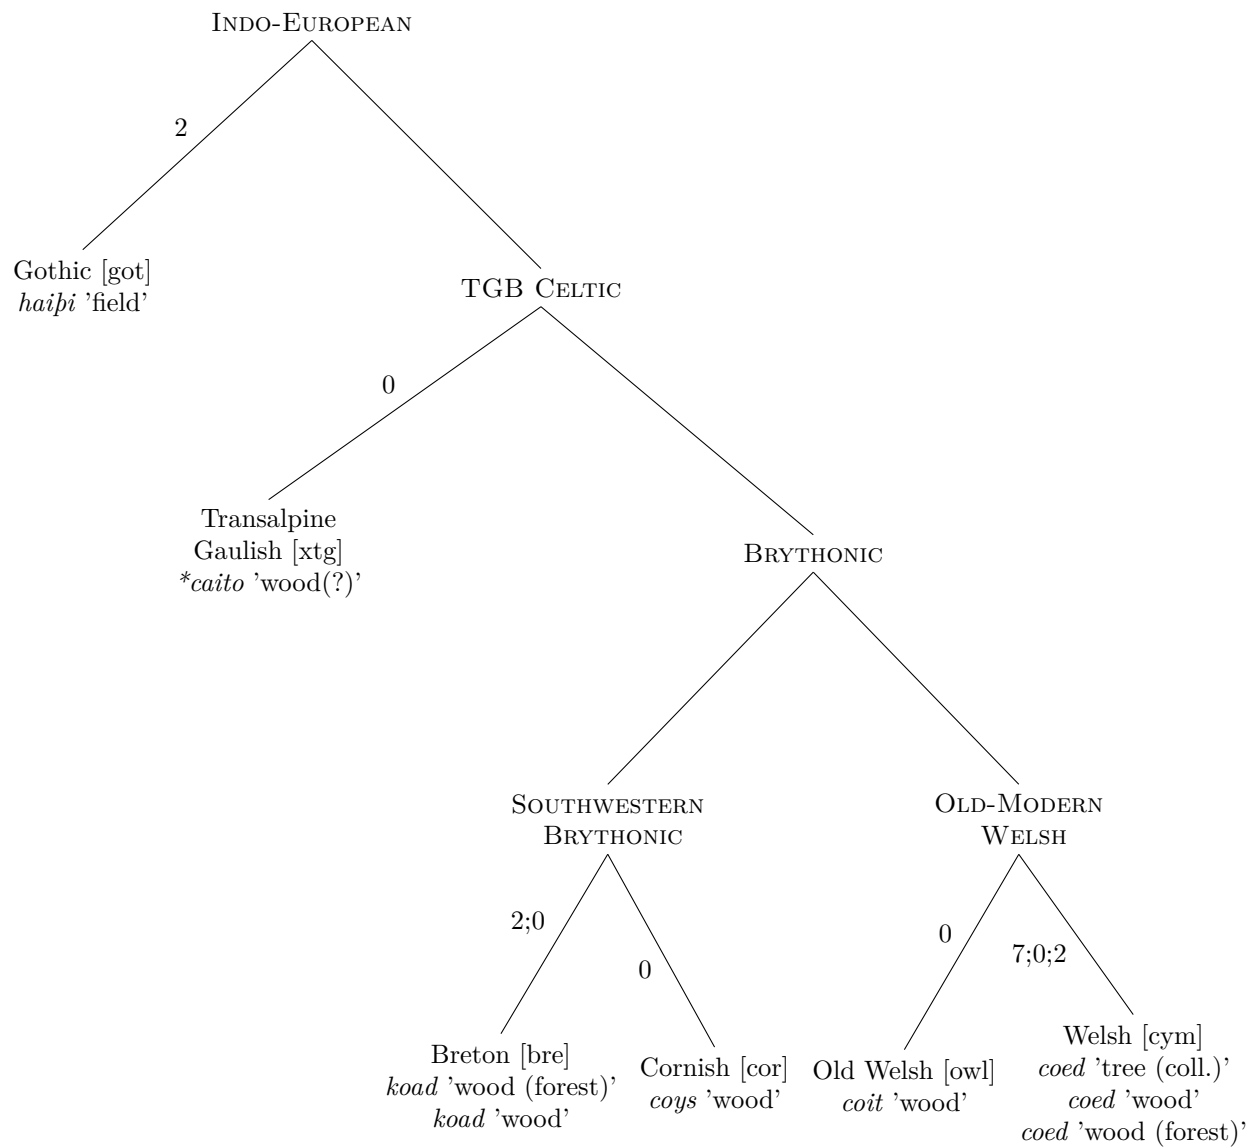 INDO-EUROPEAN
2
Gothic [got]
haiþi 'field'
TGB CELTIC
0
Transalpine
Gaulish [xtg]
*caito 'wood(?)'
BRYTHONIC
SOUTHWESTERN
BRYTHONIC
OLD-MODERN
WELSH
2;0
0
0
7;0;2
Breton [bre]
koad 'wood (forest)'
koad 'wood'
Cornish [cor]
coys 'wood'
Old Welsh [owl]
coit 'wood'
Welsh [cym]
coed 'tree (coll.)'
coed 'wood'
coed 'wood (forest)'